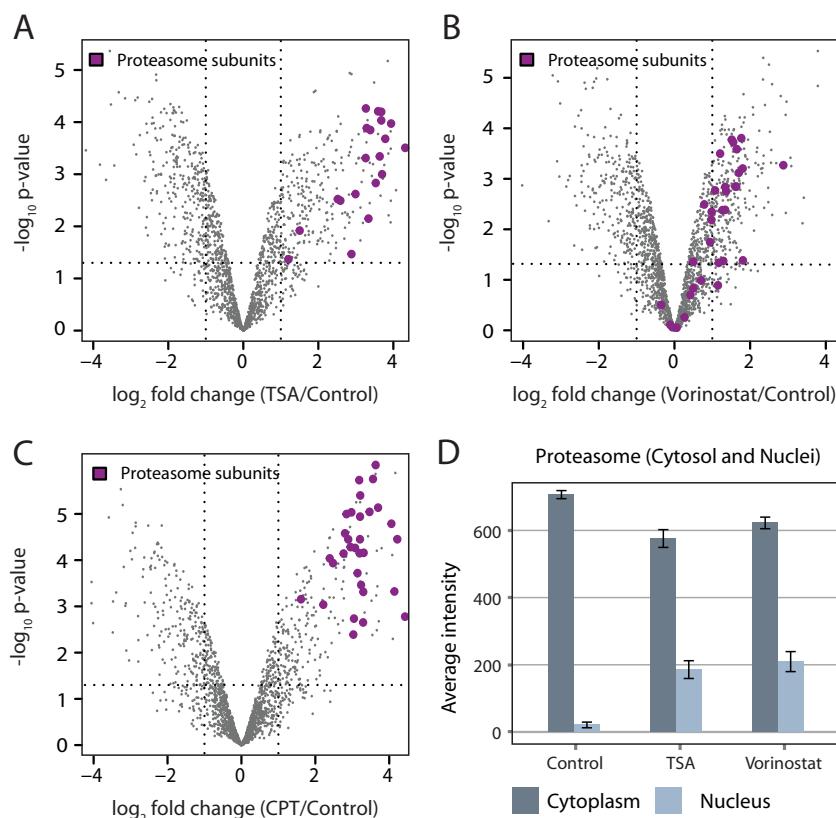 A
Proteasome subunits
5
4
3
2
1
0
-log10 p-value
−4 −2 0 2 4
log2 fold change (TSA/Control)
B
Proteasome subunits
5
4
3
2
1
0
-log10 p-value
−4 −2 0 2 4
log2 fold change (Vorinostat/Control)
C
Proteasome subunits
5
4
3
2
1
0
-log10 p-value
−4 −2 0 2 4
log2 fold change (CPT/Control)
D
Proteasome (Cytosol and Nuclei)
600
400
200
0
Average intensity
Control TSA Vorinostat
Cytoplasm Nucleus